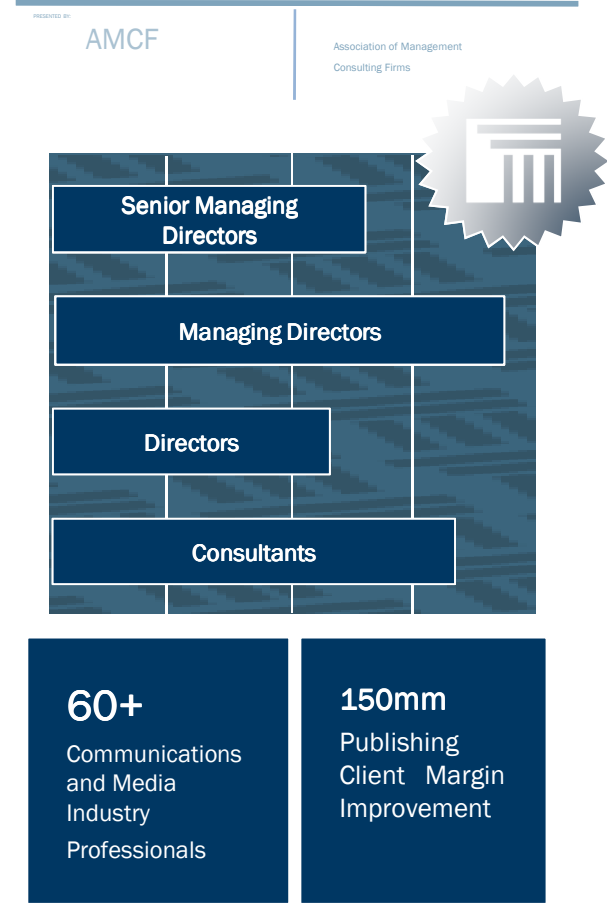 PRESENTED BY:
AMCF
Association of Management
Consulting Firms
Senior Managing
Directors
Managing Directors
Directors
Consultants
60+
Communications
and Media
Industry
Professionals
150mm
Publishing
Client Margin
Improvement